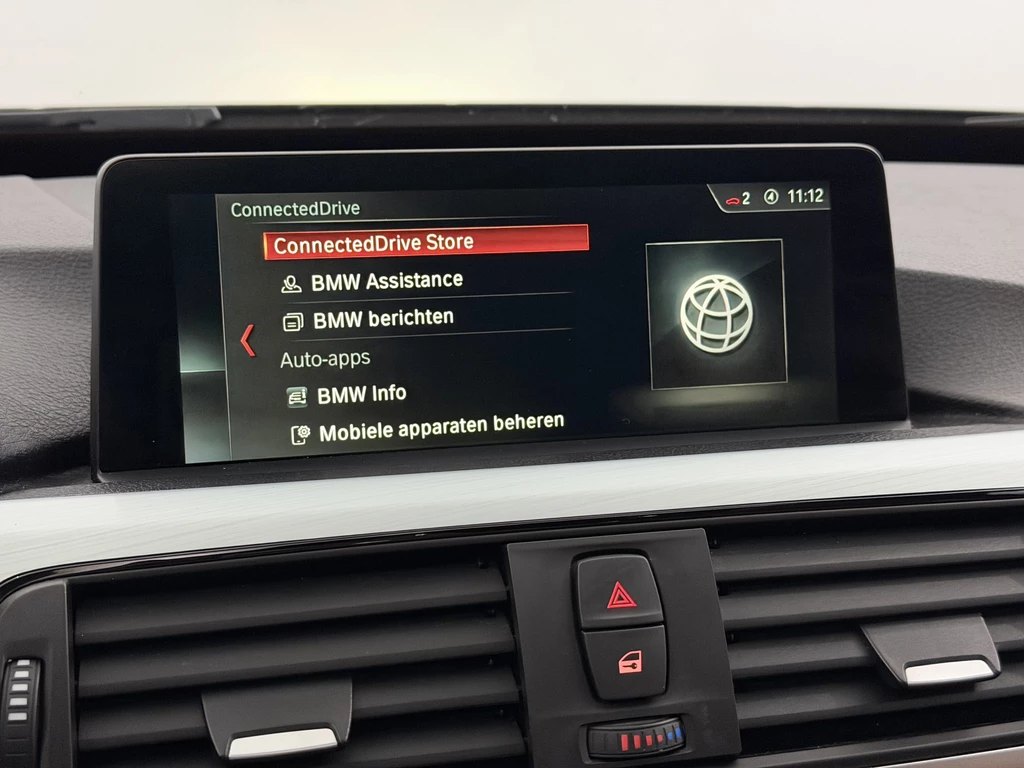 ConnectedDrive
2 11:12
ConnectedDrive Store
BMW Assistance
BMW berichten
Auto-apps
BMW Info
Mobiele apparaten beheren